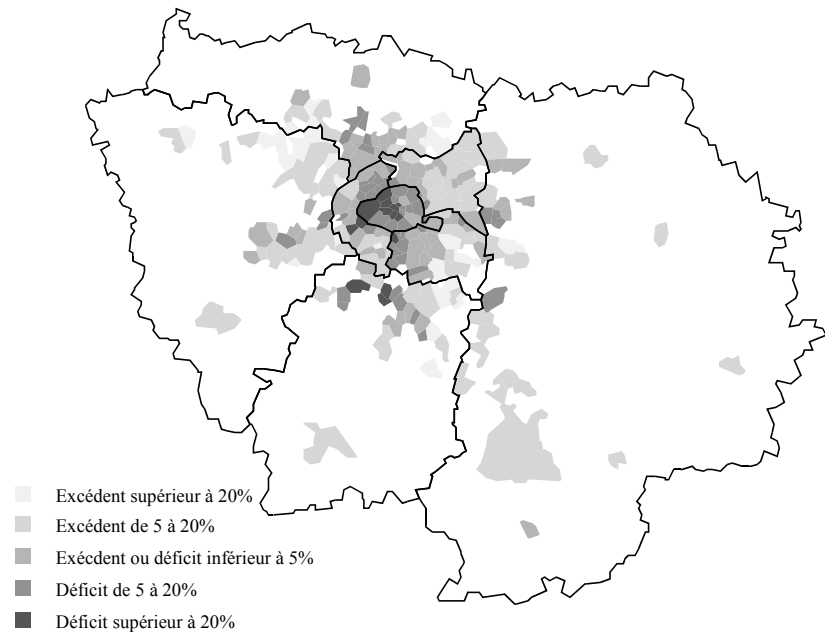 Excédent supérieur à 20%
Excédent de 5 à 20%
Exécdent ou déficit inférieur à 5%
Déficit de 5 à 20%
Déficit supérieur à 20%